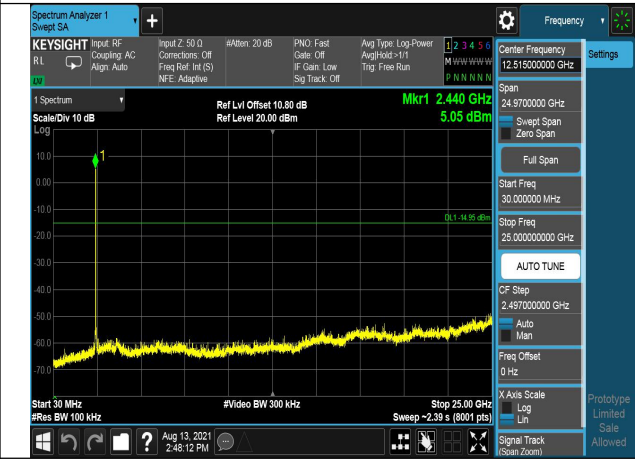 Spectrum Analyzer 1
Swept SA
+
Frequency
KEYSIGHT
RL
LW
Input: RF
Coupling: AC
Align: Auto
Input Z: 50 Ω
Corrections: Off
Freq Ref: Int (S)
NFE: Adaptive
#Atten: 20 dB
PNO: Fast
Gate: Off
IF Gain: Low
Sig Track: Off
Avg Type: Log-Power
Avg|Hold:>1/1
Trig: Free Run
1 2 3 4 5 6
M W W W W W
P N N N N N
1 Spectrum
Scale/Div 10 dB
Log
Ref Lvl Offset 10.80 dB
Ref Level 20.00 dBm
Mkr1 2.440 GHz
5.05 dBm
1
10.0
0.00
-10.0
-20.0
-30.0
-40.0
-50.0
-60.0
-70.0
DL1 -14.95 dBm
Start 30 MHz
#Res BW 100 kHz
#Video BW 300 kHz
Stop 25.00 GHz
Sweep ~2.39 s (8001 pts)
?
Aug 13, 2021
2:48:12 PM
Center Frequency
12.515000000 GHz
Settings
Span
24.9700000 GHz
Swept Span
Zero Span
Full Span
Start Freq
30.000000 MHz
Stop Freq
25.000000000 GHz
AUTO TUNE
CF Step
2.497000000 GHz
Auto
Man
Freq Offset
0 Hz
X Axis Scale
Log
Lin
Signal Track
(Span Zoom)
Prototype
Limited
Sale
Allowed